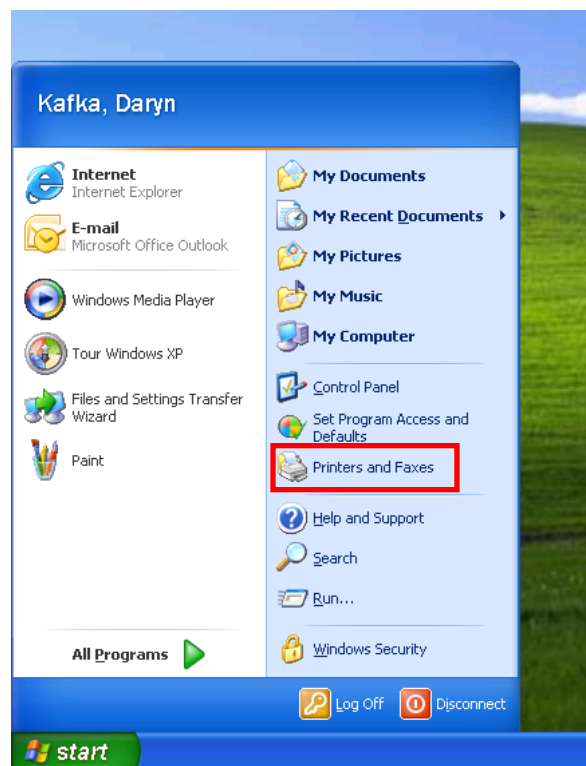 Kafka, Daryn
Internet
Internet Explorer
E-mail
Microsoft Office Outlook
Windows Media Player
Tour Windows XP
Files and Settings Transfer
Wizard
Paint
All Programs
My Documents
My Recent Documents
My Pictures
My Music
My Computer
Control Panel
Set Program Access and
Defaults
Printers and Faxes
Help and Support
Search
Run...
Windows Security
Log Off
Disconnect
start